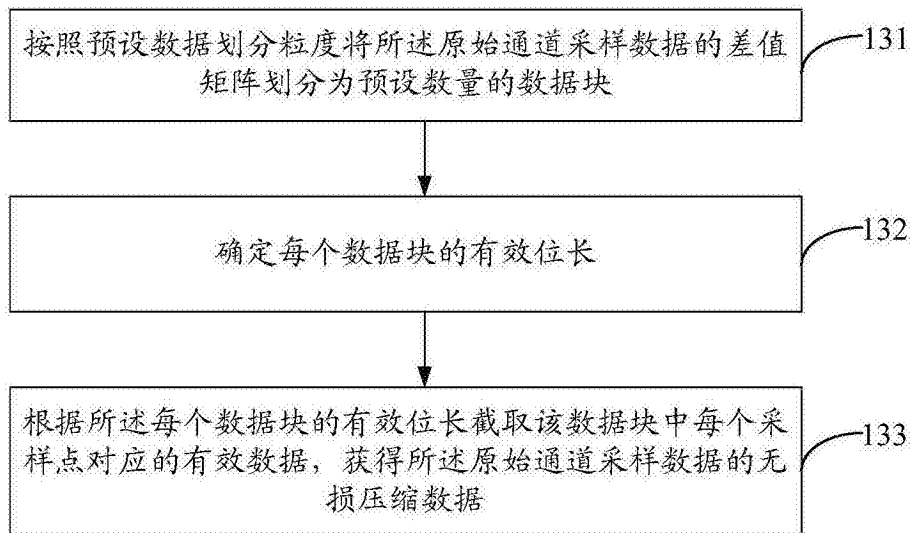 按照预设数据划分粒度将所述原始通道采样数据的差值
矩阵划分为预设数量的数据块
131
确定每个数据块的有效位长
132
根据所述每个数据块的有效位长截取该数据块中每个采
样点对应的有效数据，获得所述原始通道采样数据的无
损压缩数据
133